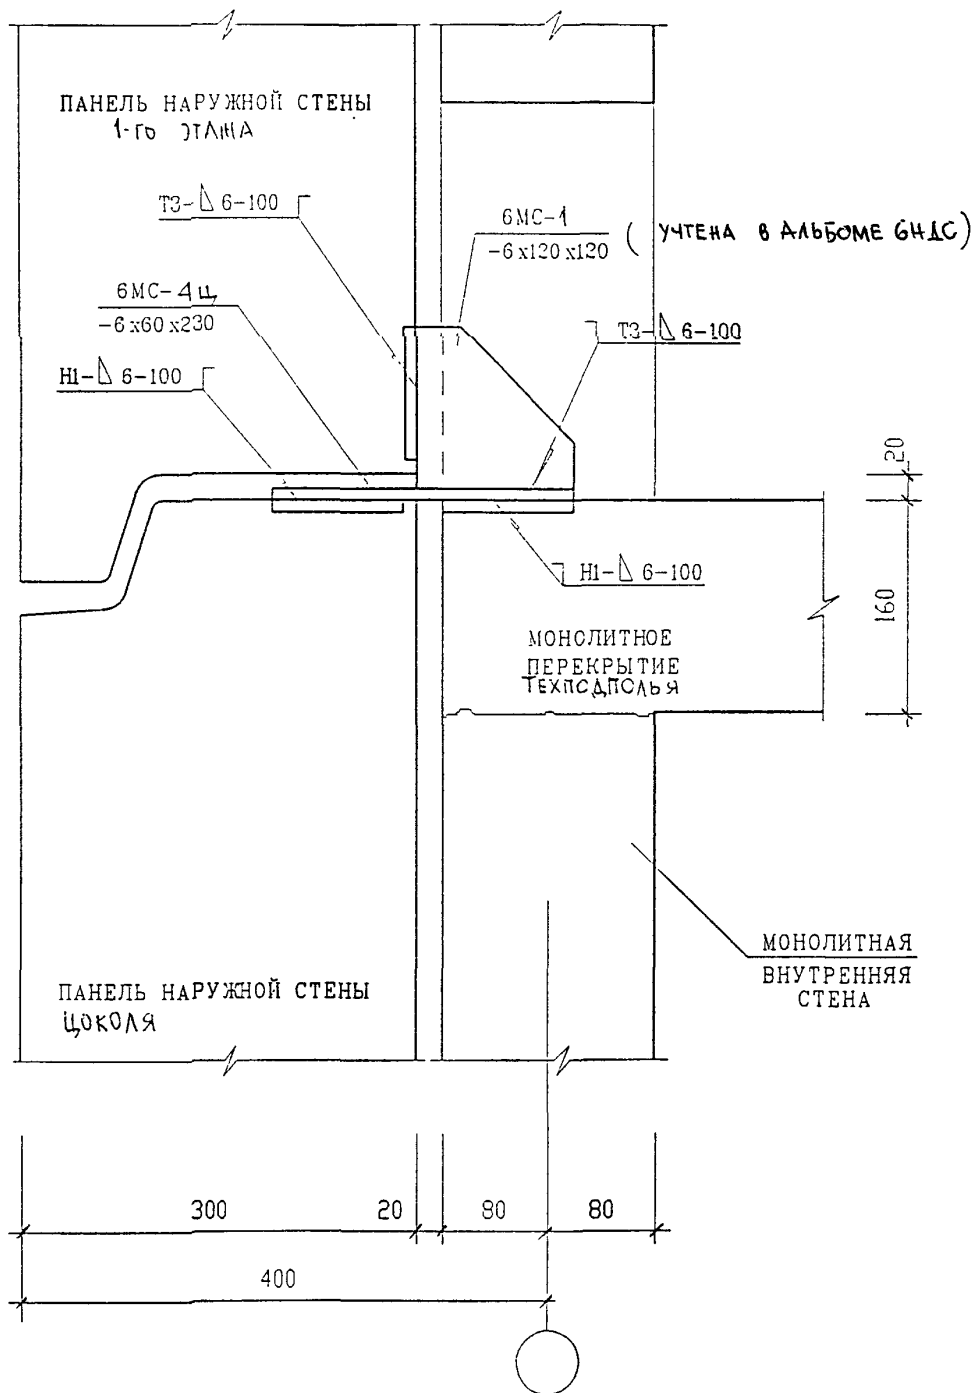 ПАНЕЛЬ НАРУЖНОЙ СТЕНЫ
1-го ЭТАЖА
Т3-◺ 6-100
6МС-1
-6х120х120
( УЧТЕНА В АЛЬБОМЕ 6НДС)
6МС-4ц
-6х60х230
Т3-◺ 6-100
Н1-◺ 6-100
20
Н1-◺ 6-100
160
МОНОЛИТНОЕ
ПЕРЕКРЫТИЕ
ТЕХПОДПОЛЬЯ
МОНОЛИТНАЯ
ВНУТРЕННЯЯ
СТЕНА
ПАНЕЛЬ НАРУЖНОЙ СТЕНЫ
ЦОКОЛЯ
300 20 80 80
400